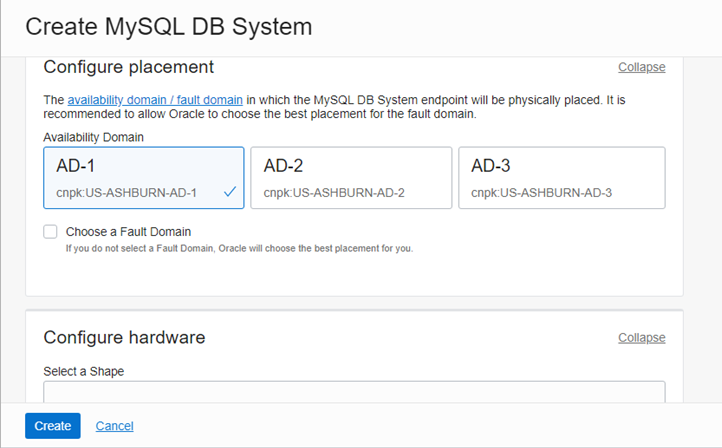 Create MySQL DB System
Configure placement
Collapse
The availability domain / fault domain in which the MySQL DB System endpoint will be physically placed. It is
recommended to allow Oracle to choose the best placement for the fault domain.
Availability Domain
AD-1
cnpk:US-ASHBURN-AD-1
AD-2
cnpk:US-ASHBURN-AD-2
AD-3
cnpk:US-ASHBURN-AD-3
Choose a Fault Domain
If you do not select a Fault Domain, Oracle will choose the best placement for you.
Configure hardware
Collapse
Select a Shape
Create
Cancel